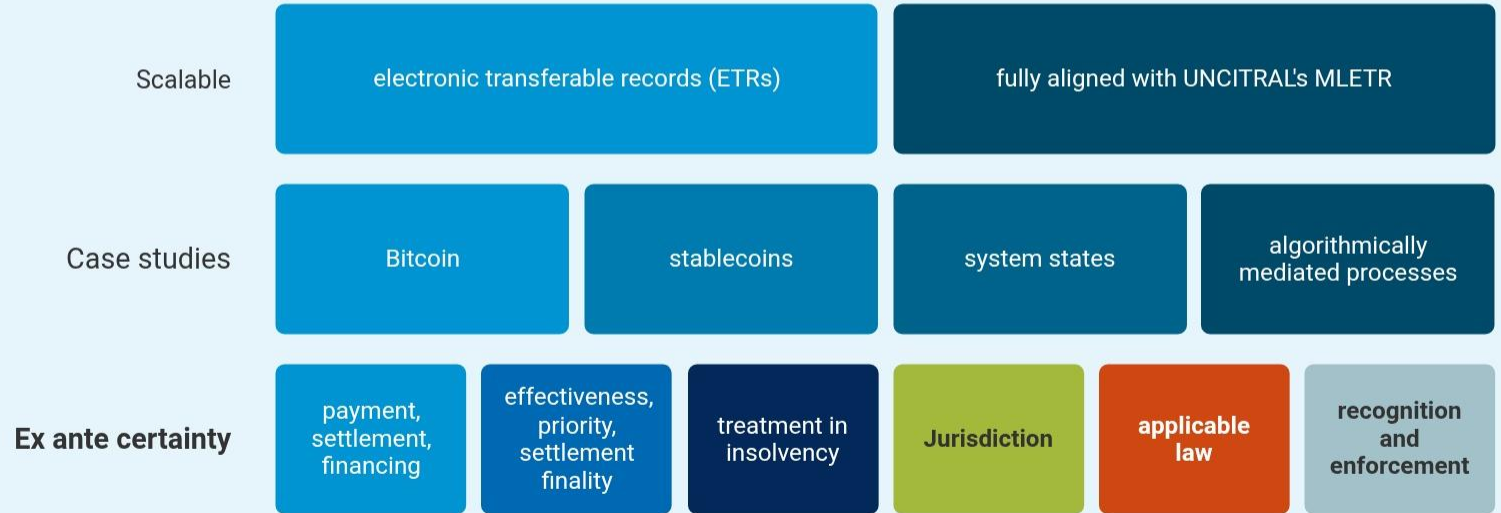 Scalable
electronic transferable records (ETRs)
fully aligned with UNCITRAL's MLETR
Case studies
Bitcoin
stablecoins
system states
algorithmically
mediated processes
Ex ante certainty
payment,
settlement,
financing
effectiveness,
priority,
settlement
finality
treatment in
insolvency
Jurisdiction
applicable
law
recognition
and
enforcement